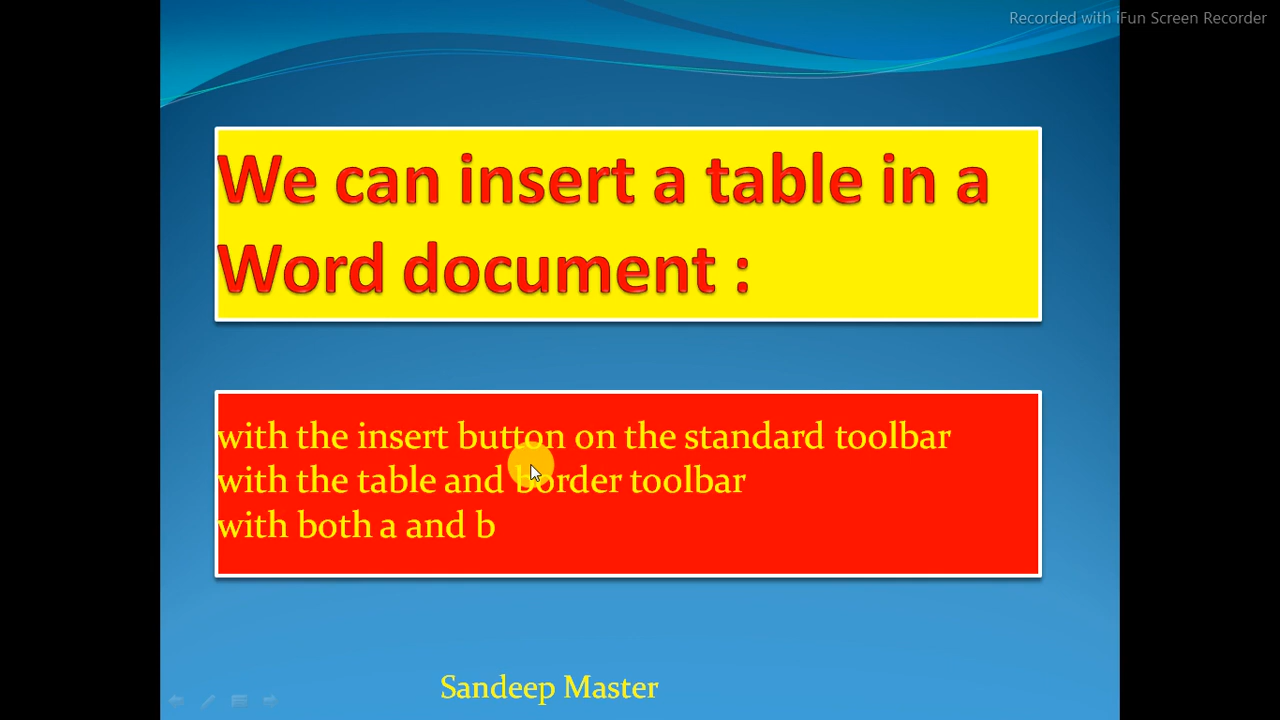 Recorded with iFun Screen Recorder
We can insert a table in a
Word document :
with the insert button on the standard toolbar
with the table and border toolbar
with both a and b
Sandeep Master